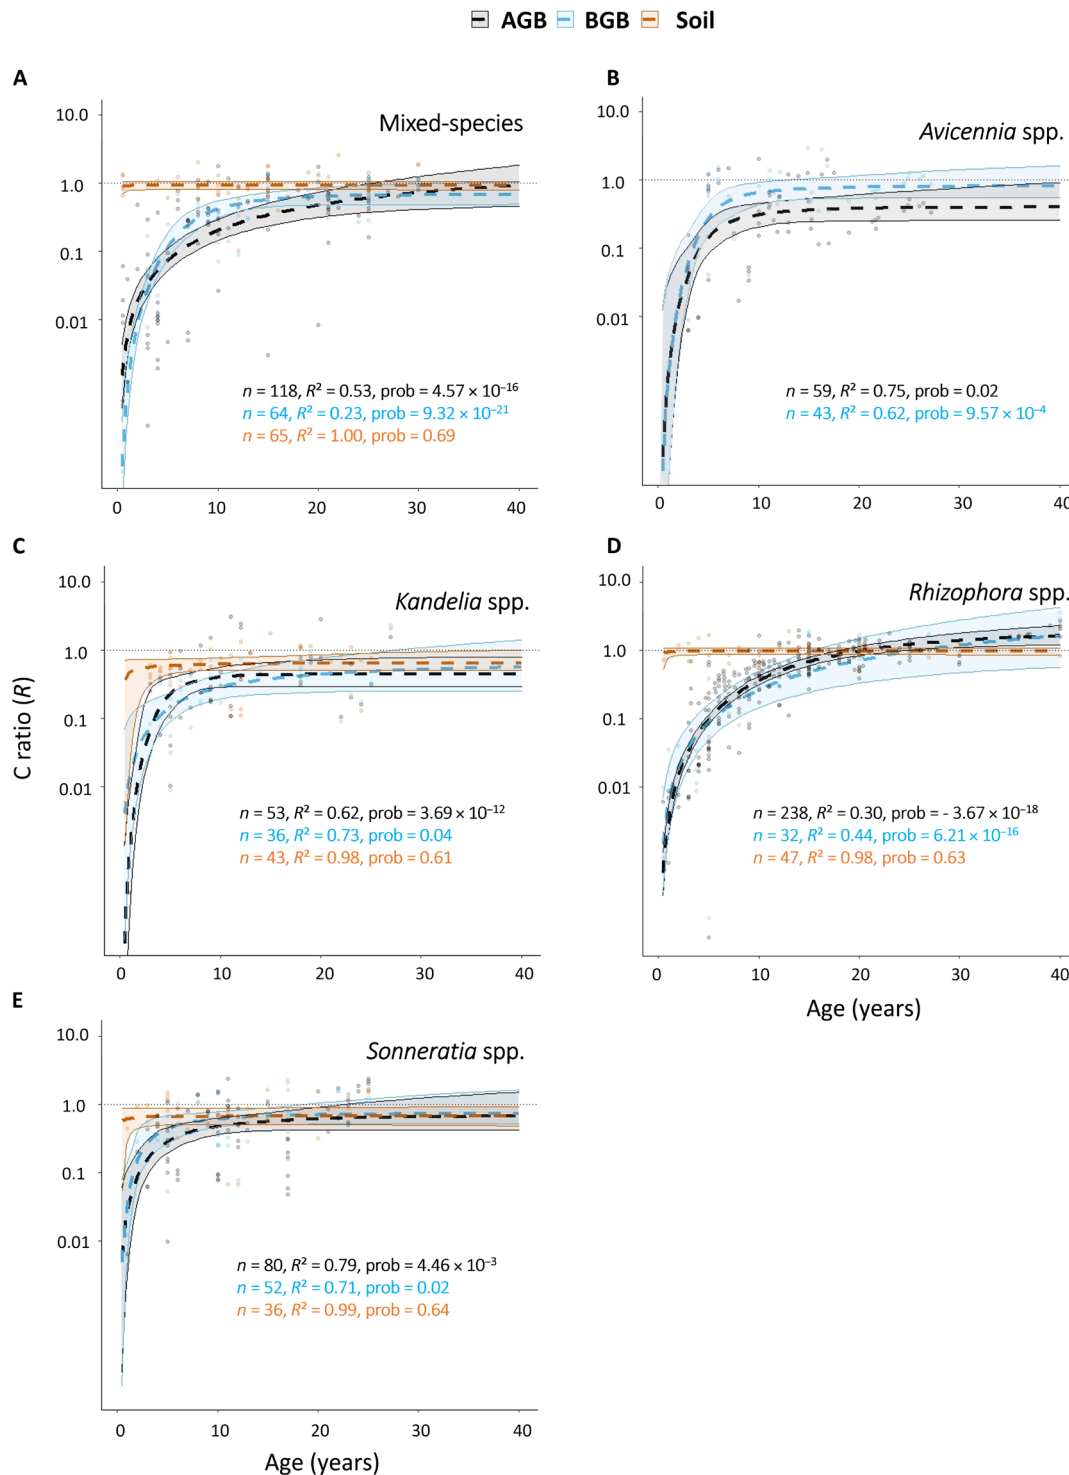 AGB BGB Soil
A
Mixed-species
10.0
1.0
0.1
0.01
n = 118, R² = 0.53, prob = 4.57 × 10⁻¹⁶
n = 64, R² = 0.23, prob = 9.32 × 10⁻²¹
n = 65, R² = 1.00, prob = 0.69
0 10 20 30 40
B
Avicennia spp.
10.0
1.0
0.1
0.01
n = 59, R² = 0.75, prob = 0.02
n = 43, R² = 0.62, prob = 9.57 × 10⁻⁴
0 10 20 30 40
C
Kandelia spp.
10.0
1.0
0.1
0.01
C ratio (R)
n = 53, R² = 0.62, prob = 3.69 × 10⁻¹²
n = 36, R² = 0.73, prob = 0.04
n = 43, R² = 0.98, prob = 0.61
0 10 20 30 40
D
Rhizophora spp.
10.0
1.0
0.1
0.01
n = 238, R² = 0.30, prob = - 3.67 × 10⁻¹⁸
n = 32, R² = 0.44, prob = 6.21 × 10⁻¹⁶
n = 47, R² = 0.98, prob = 0.63
0 10 20 30 40
Age (years)
E
Sonneratia spp.
10.0
1.0
0.1
0.01
n = 80, R² = 0.79, prob = 4.46 × 10⁻³
n = 52, R² = 0.71, prob = 0.02
n = 36, R² = 0.99, prob = 0.64
0 10 20 30 40
Age (years)